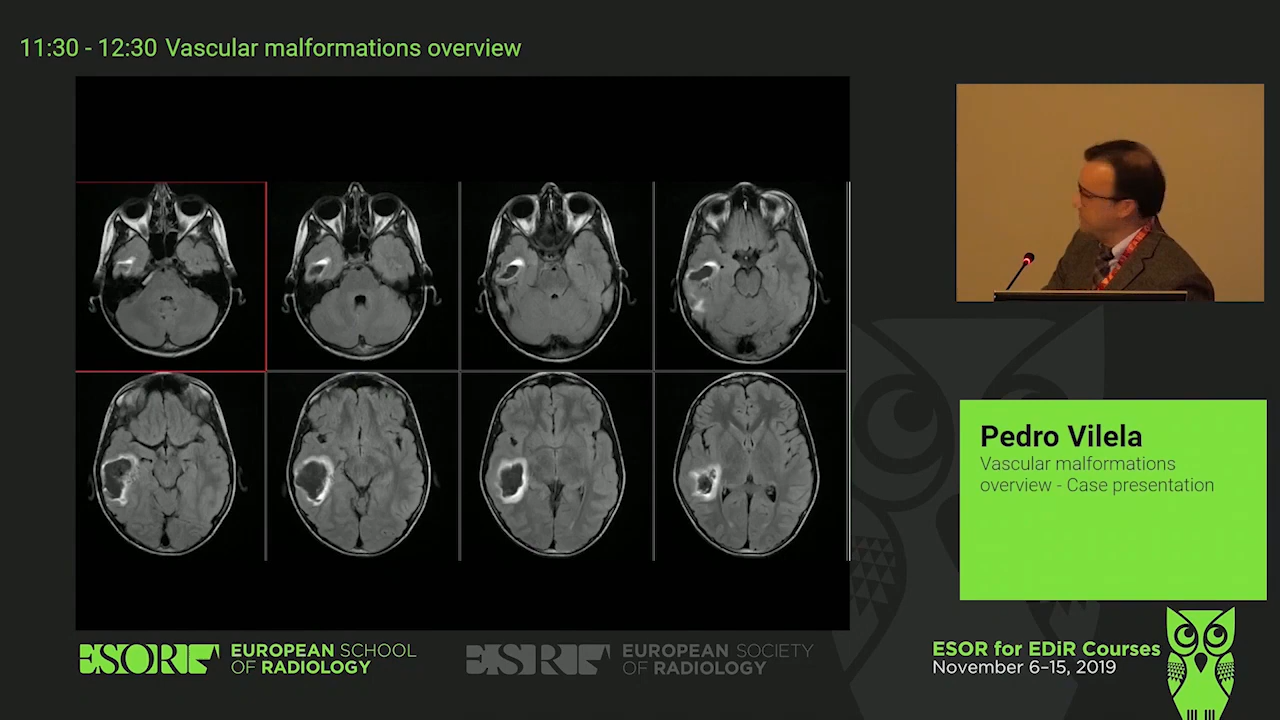 11:30 - 12:30 Vascular malformations overview
Pedro Vilela
Vascular malformations
overview - Case presentation
ESOR
EUROPEAN SCHOOL
OF RADIOLOGY
ESR
EUROPEAN SOCIETY
OF RADIOLOGY
ESOR for EDiR Courses
November 6–15, 2019